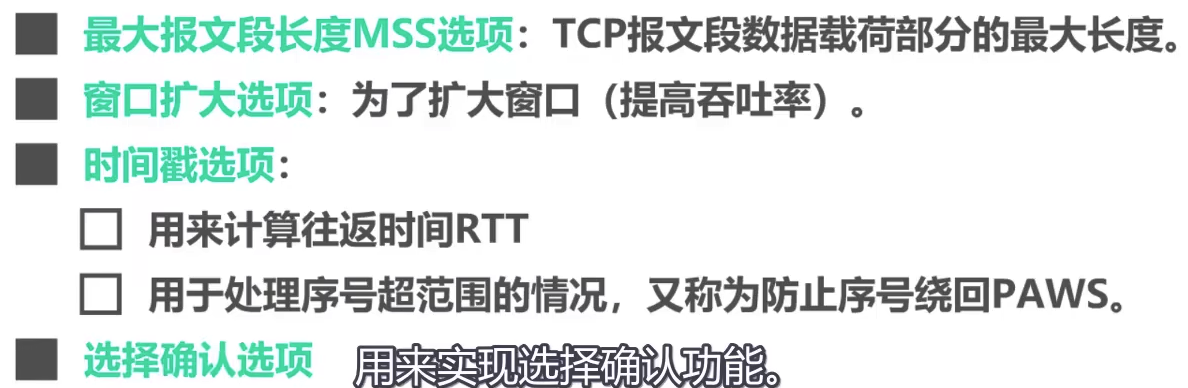 最大报文段长度MSS选项：TCP报文段数据载荷部分的最大长度。
窗口扩大选项：为了扩大窗口（提高吞吐率）。
时间戳选项：
用来计算往返时间RTT
用于处理序号超范围的情况，又称为防止序号绕回PAWS。
选择确认选项 用来实现选择确认功能。